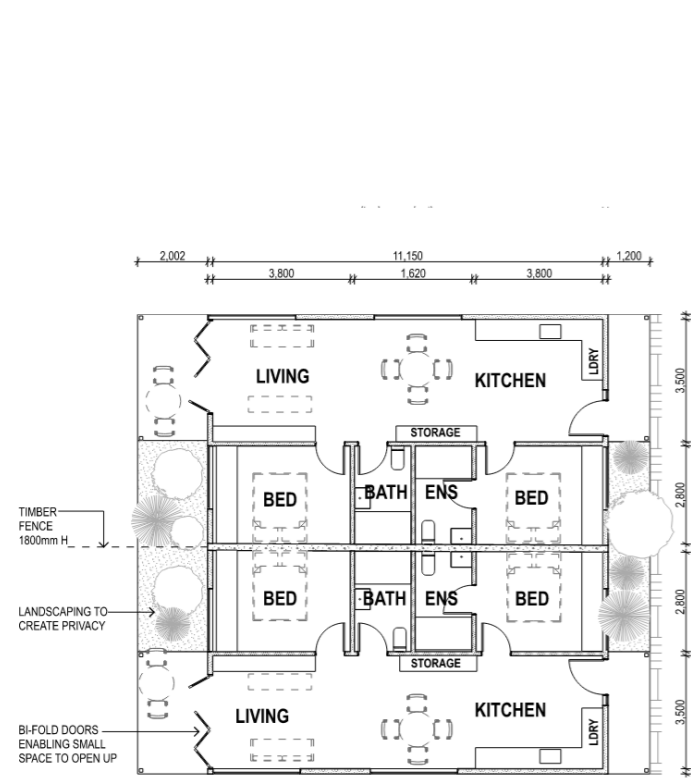 2,002 11,150 1,200
3,800 1,620 3,800
LIVING
KITCHEN
LDRY
3.500
STORAGE
BED
BATH
ENS
BED
2,800
TIMBER
FENCE
1800mm H
BED
BATH
ENS
BED
2,800
LANDSCAPING TO
CREATE PRIVACY
STORAGE
LIVING
KITCHEN
LDRY
3.500
BI-FOLD DOORS
ENABLING SMALL
SPACE TO OPEN UP